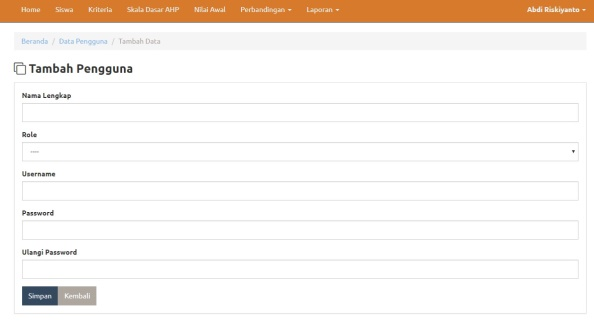 Home Siswa Kriteria Skala Dasar AHP Nilai Awal Perbandingan Laporan Abdi Riskiyanto
Beranda / Data Pengguna / Tambah Data
Tambah Pengguna
Nama Lengkap
Role
----
Username
Password
Ulangi Password
Simpan Kembali